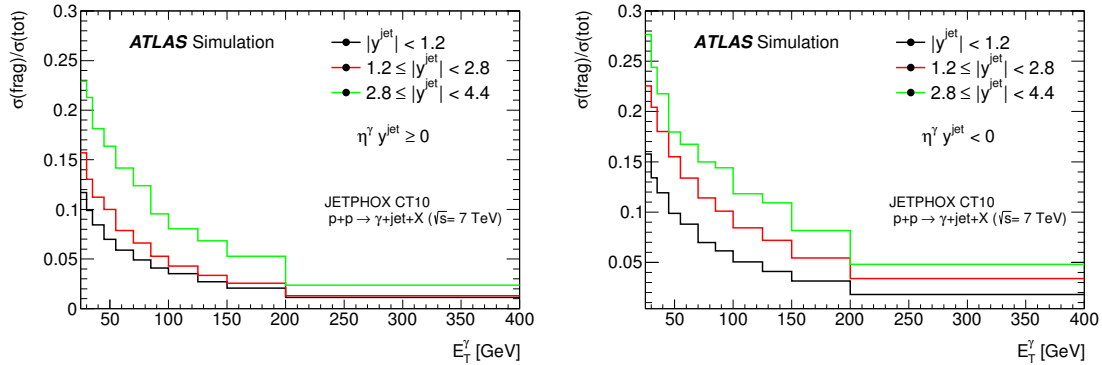 σ(frag)/σ(tot)
0.3
0.25
0.2
0.15
0.1
0.05
0
ATLAS Simulation
|y^jet| < 1.2
1.2 ≤ |y^jet| < 2.8
2.8 ≤ |y^jet| < 4.4
η^γ y^jet ≥ 0
JETPHOX CT10
p+p → γ+jet+X (√s= 7 TeV)
50 100 150 200 250 300 350 400
E_T^γ [GeV]
σ(frag)/σ(tot)
0.3
0.25
0.2
0.15
0.1
0.05
ATLAS Simulation
|y^jet| < 1.2
1.2 ≤ |y^jet| < 2.8
2.8 ≤ |y^jet| < 4.4
η^γ y^jet < 0
JETPHOX CT10
p+p → γ+jet+X (√s= 7 TeV)
50 100 150 200 250 300 350 400
E_T^γ [GeV]